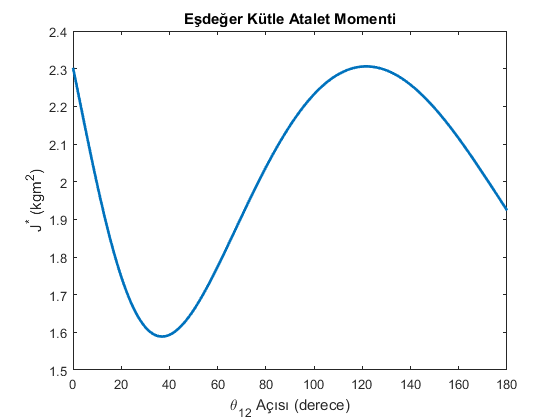 Eşdeğer Kütle Atalet Momenti
2.4
2.3
2.2
2.1
2
1.9
1.8
1.7
1.6
1.5
J* (kgm²)
0 20 40 60 80 100 120 140 160 180
θ₁₂ Açısı (derece)